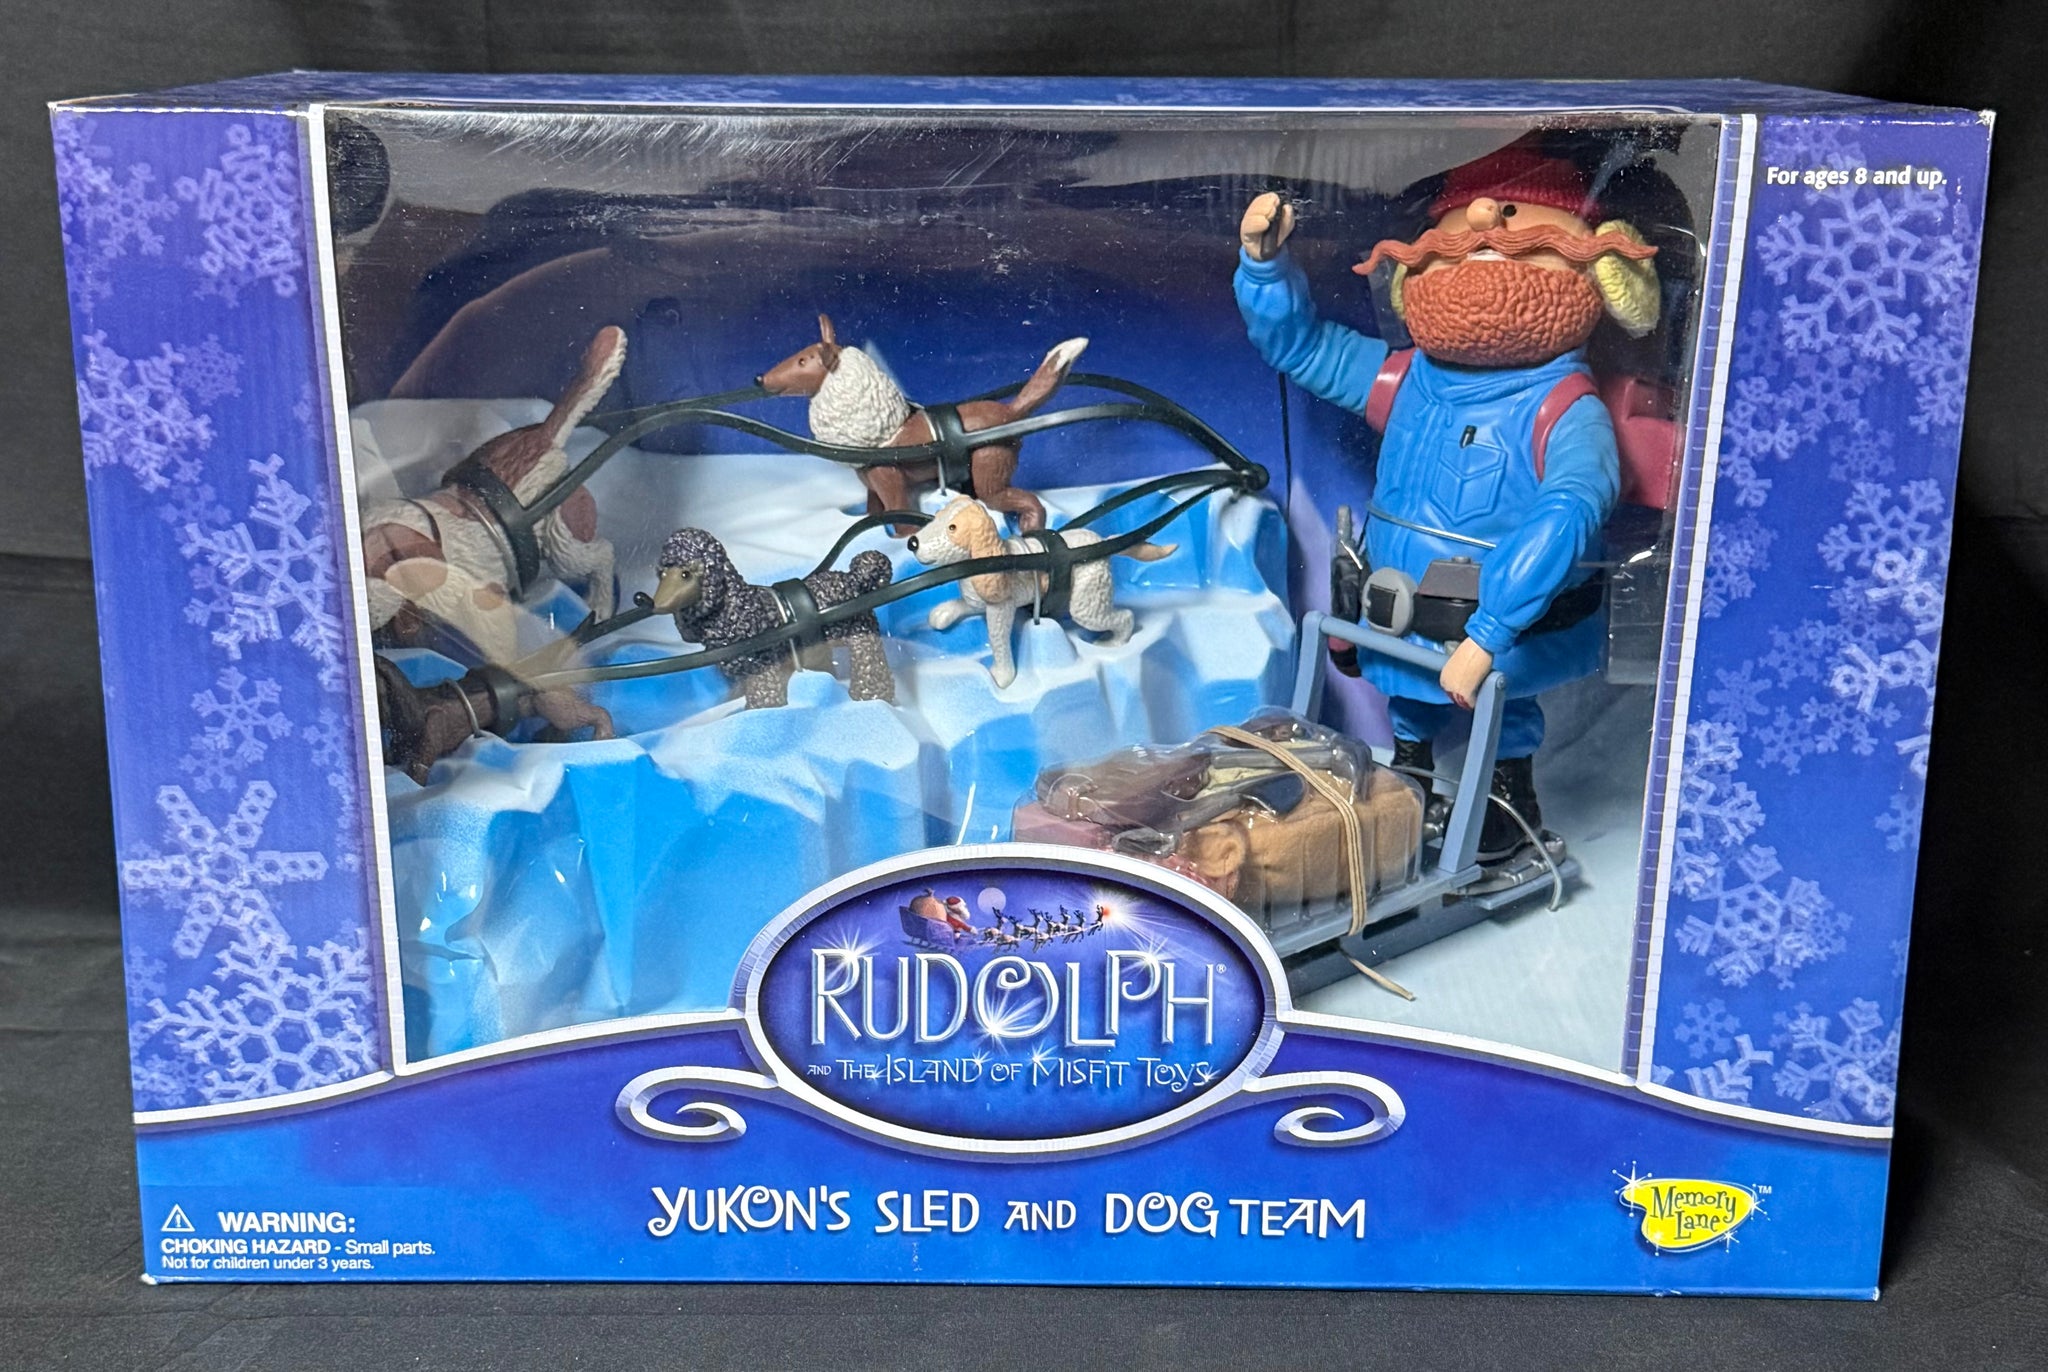 For ages 8 and up.
RUDOLPH®
AND THE ISLAND OF MISFIT TOYS
YUKON'S SLED AND DOG TEAM
⚠ WARNING:
CHOKING HAZARD - Small parts.
Not for children under 3 years.
Memory
Lane
TM